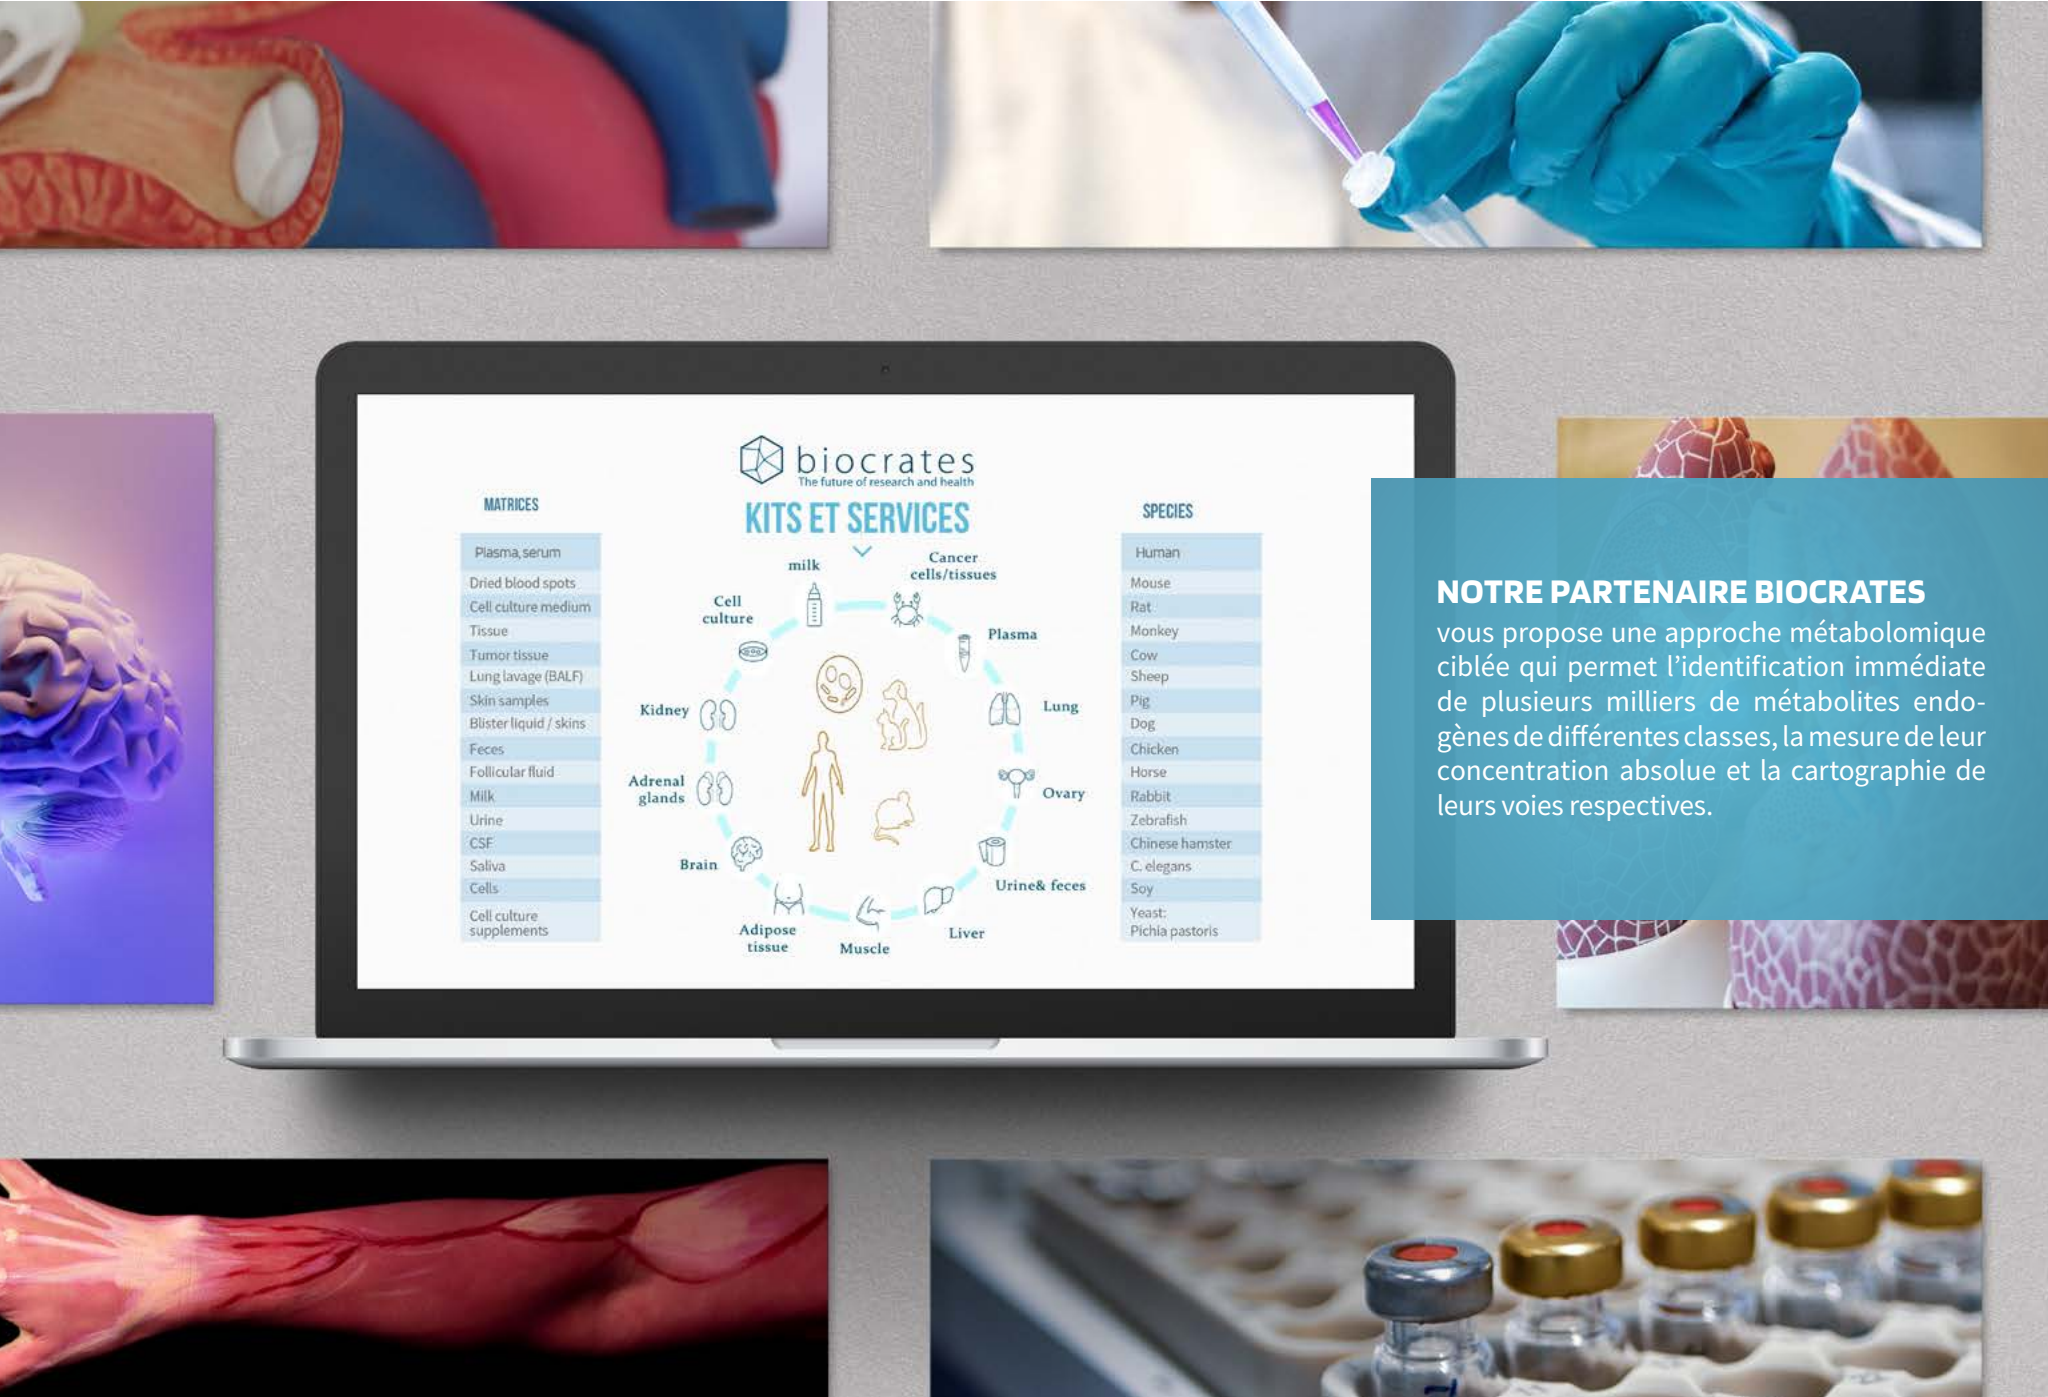 biocrates
The future of research and health
KITS ET SERVICES
MATRICES
Plasma, serum
Dried blood spots
Cell culture medium
Tissue
Tumor tissue
Lung lavage (BALF)
Skin samples
Blister liquid / skins
Feces
Follicular fluid
Milk
Urine
CSF
Saliva
Cells
Cell culture
supplements
milk
Cancer
cells/tissues
Cell
culture
Plasma
Kidney
Lung
Adrenal
glands
Ovary
Brain
Urine& feces
Adipose
tissue
Muscle
Liver
SPECIES
Human
Mouse
Rat
Monkey
Cow
Sheep
Pig
Dog
Chicken
Horse
Rabbit
Zebrafish
Chinese hamster
C. elegans
Soy
Yeast:
Pichia pastoris
NOTRE PARTENAIRE BIOCRATES
vous propose une approche métabolomique
ciblée qui permet l’identification immédiate
de plusieurs milliers de métabolites endo-
gènes de différentes classes, la mesure de leur
concentration absolue et la cartographie de
leurs voies respectives.